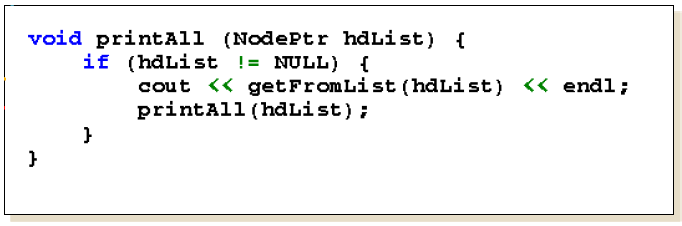 void printAll (NodePtr hdList) {
if (hdList != NULL) {
cout << getFromList(hdList) << endl;
printAll(hdList);
}
}